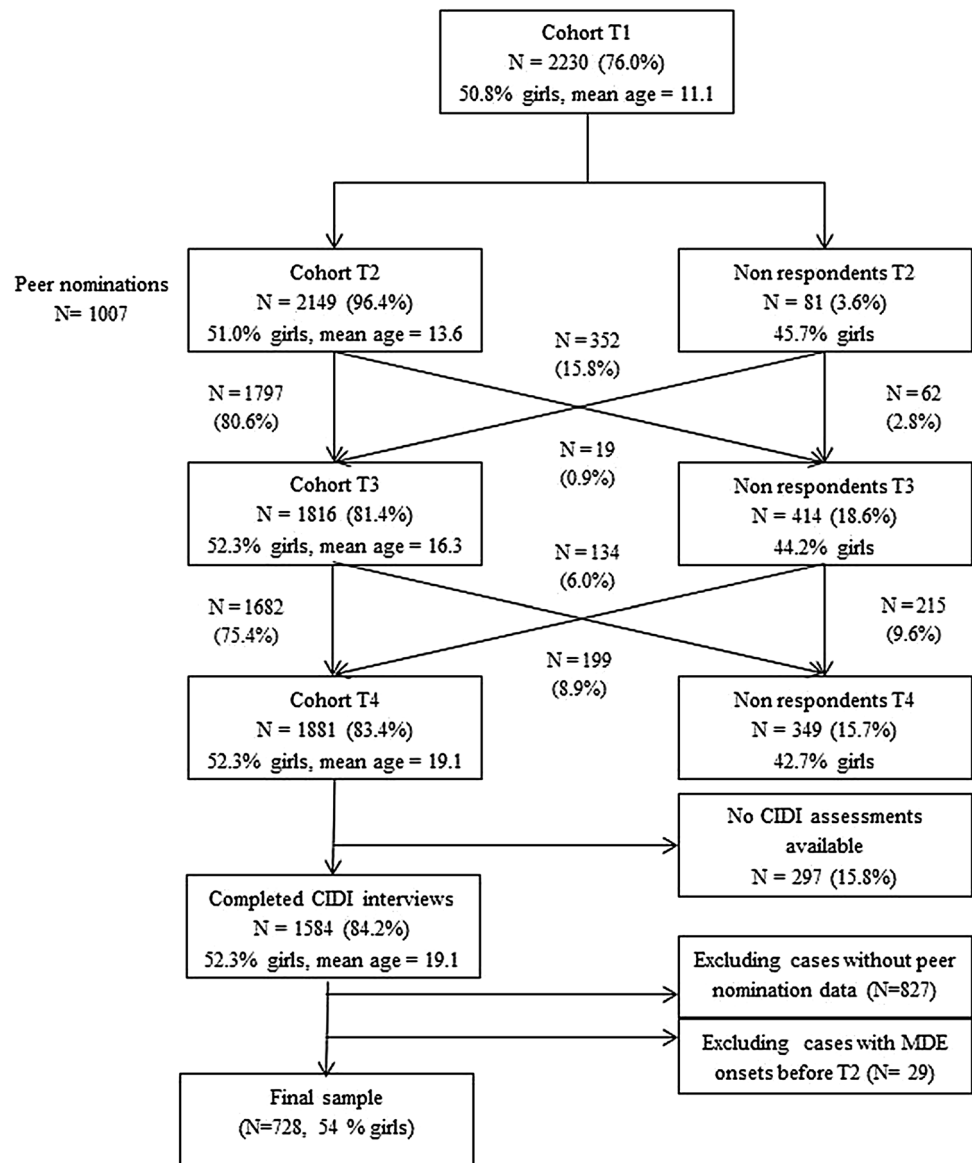 Cohort T1
N = 2230 (76.0%)
50.8% girls, mean age = 11.1
Peer nominations
N= 1007
Cohort T2
N = 2149 (96.4%)
51.0% girls, mean age = 13.6
Non respondents T2
N = 81 (3.6%)
45.7% girls
N = 352
(15.8%)
N = 1797
(80.6%)
N = 62
(2.8%)
N = 19
(0.9%)
Cohort T3
N = 1816 (81.4%)
52.3% girls, mean age = 16.3
Non respondents T3
N = 414 (18.6%)
44.2% girls
N = 134
(6.0%)
N = 1682
(75.4%)
N = 215
(9.6%)
N = 199
(8.9%)
Cohort T4
N = 1881 (83.4%)
52.3% girls, mean age = 19.1
Non respondents T4
N = 349 (15.7%)
42.7% girls
No CIDI assessments
available
N = 297 (15.8%)
Completed CIDI interviews
N = 1584 (84.2%)
52.3% girls, mean age = 19.1
Excluding cases without peer
nomination data (N=827)
Excluding cases with MDE
onsets before T2 (N= 29)
Final sample
(N=728, 54 % girls)